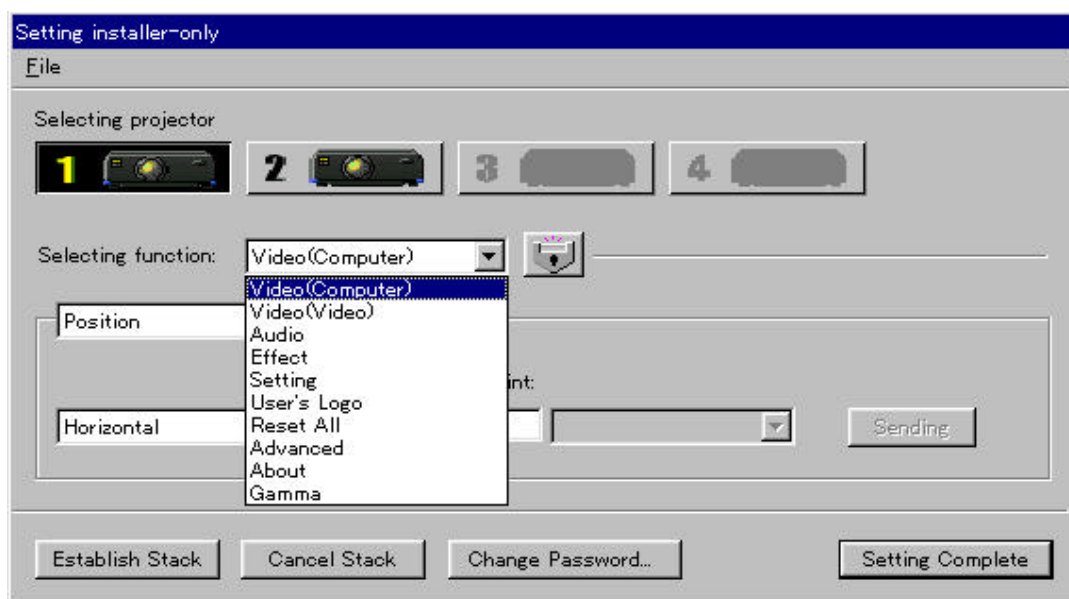 Setting installer-only
File
Selecting projector
1 2 3 4
Selecting function: Video(Computer)
Video(Computer)
Video(Video)
Audio
Effect
Setting
User's Logo
Reset All
Advanced
About
Gamma
Position
int:
Horizontal
Sending
Establish Stack Cancel Stack Change Password... Setting Complete